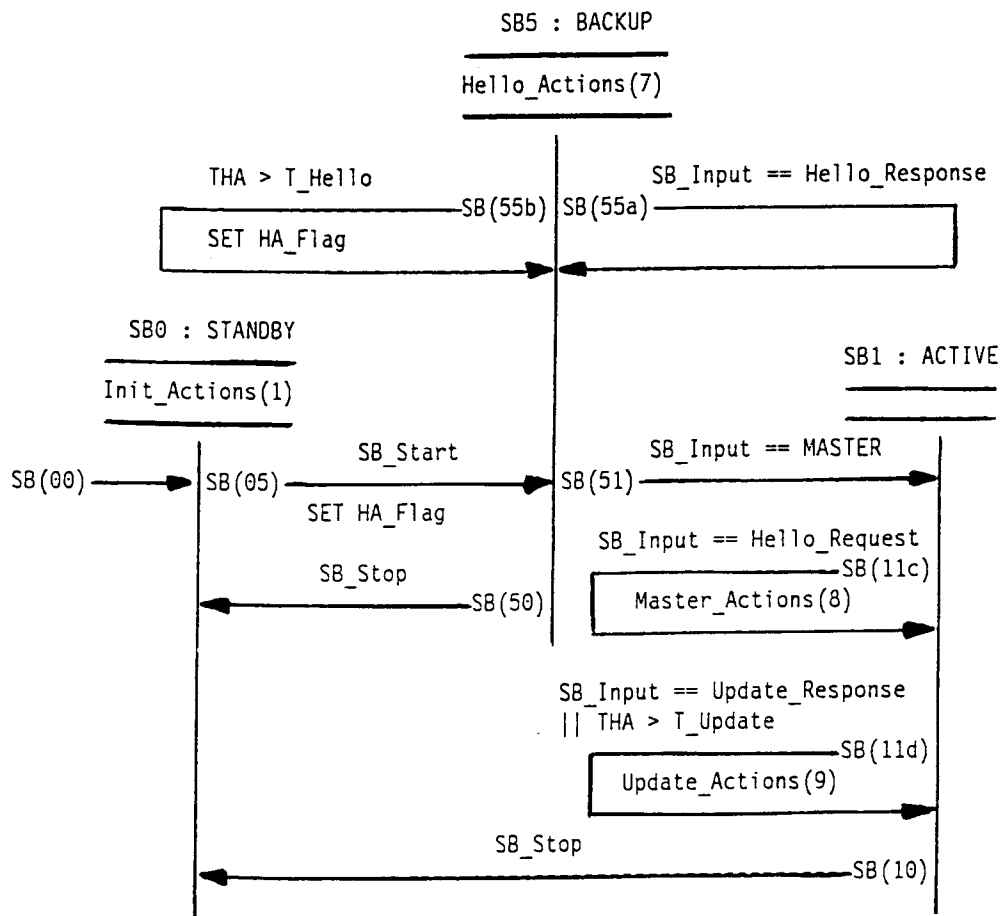 SB5 : BACKUP
Hello_Actions(7)
THA > T_Hello
SB_Input == Hello_Response
SB(55b)
SB(55a)
SET HA_Flag
SB0 : STANDBY
SB1 : ACTIVE
Init_Actions(1)
SB_Start
SB_Input == MASTER
SB(00)
SB(05)
SB(51)
SET HA_Flag
SB_Input == Hello_Request
SB_Stop
SB(11c)
SB(50)
Master_Actions(8)
SB_Input == Update_Response
|| THA > T_Update
SB(11d)
Update_Actions(9)
SB_Stop
SB(10)